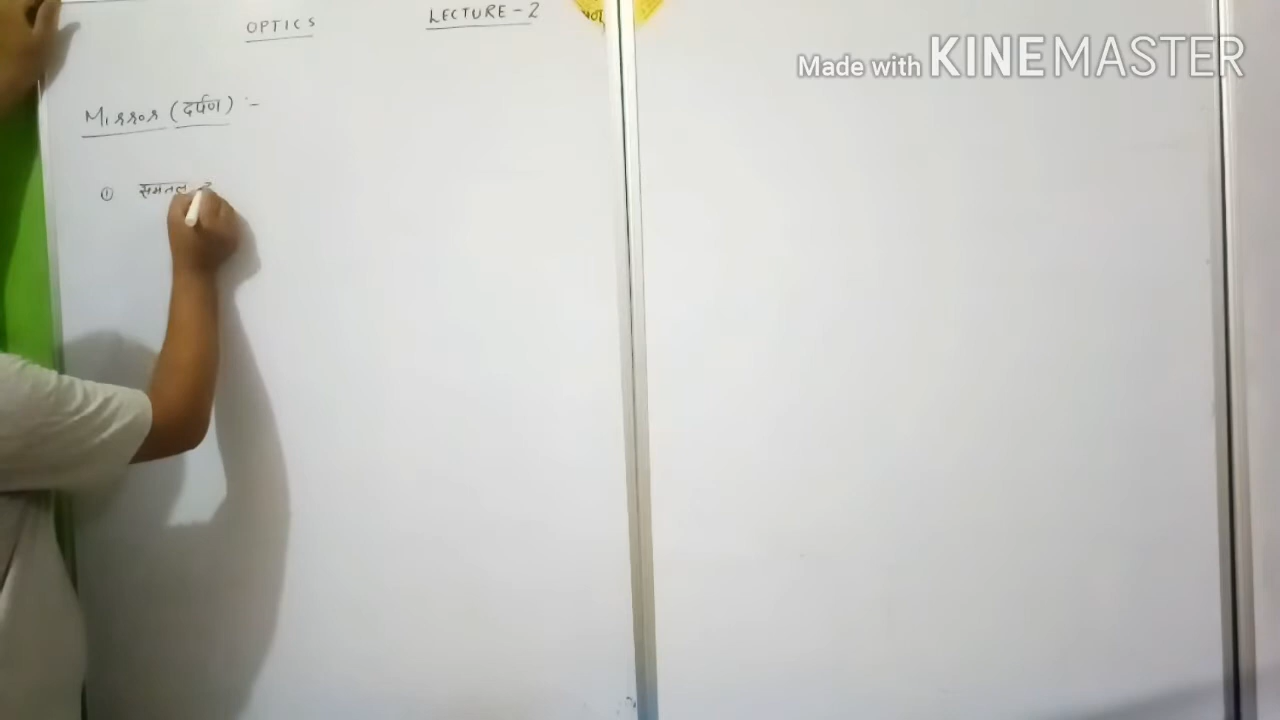 OPTICS LECTURE - 2
Made with KINEMASTER
Mirror (दर्पण) :-
① समतल